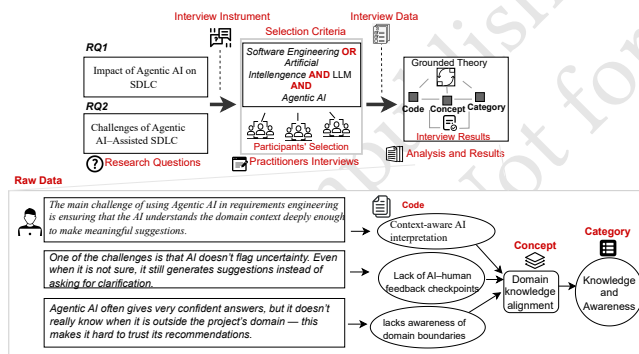 Interview Instrument
Interview Data
Selection Criteria
RQ1
Impact of Agentic AI on
SDLC
RQ2
Challenges of Agentic
AI–Assisted SDLC
Research Questions
Software Engineering OR
Artificial
Intellengence AND LLM
AND
Agentic AI
Participants' Selection
Practitioners Interviews
Grounded Theory
Code
Concept
Category
Interview Results
Analysis and Results
Raw Data
The main challenge of using Agentic AI in requirements engineering
is ensuring that the AI understands the domain context deeply enough
to make meaningful suggestions.
One of the challenges is that AI doesn't flag uncertainty. Even
when it is not sure, it still generates suggestions instead of
asking for clarification.
Agentic AI often gives very confident answers, but it doesn't
really know when it is outside the project's domain — this
makes it hard to trust its recommendations.
Code
Context-aware AI
interpretation
Lack of AI–human
feedback checkpoints
lacks awareness of
domain boundaries
Concept
Domain
knowledge
alignment
Category
Knowledge
and
Awareness
Not for